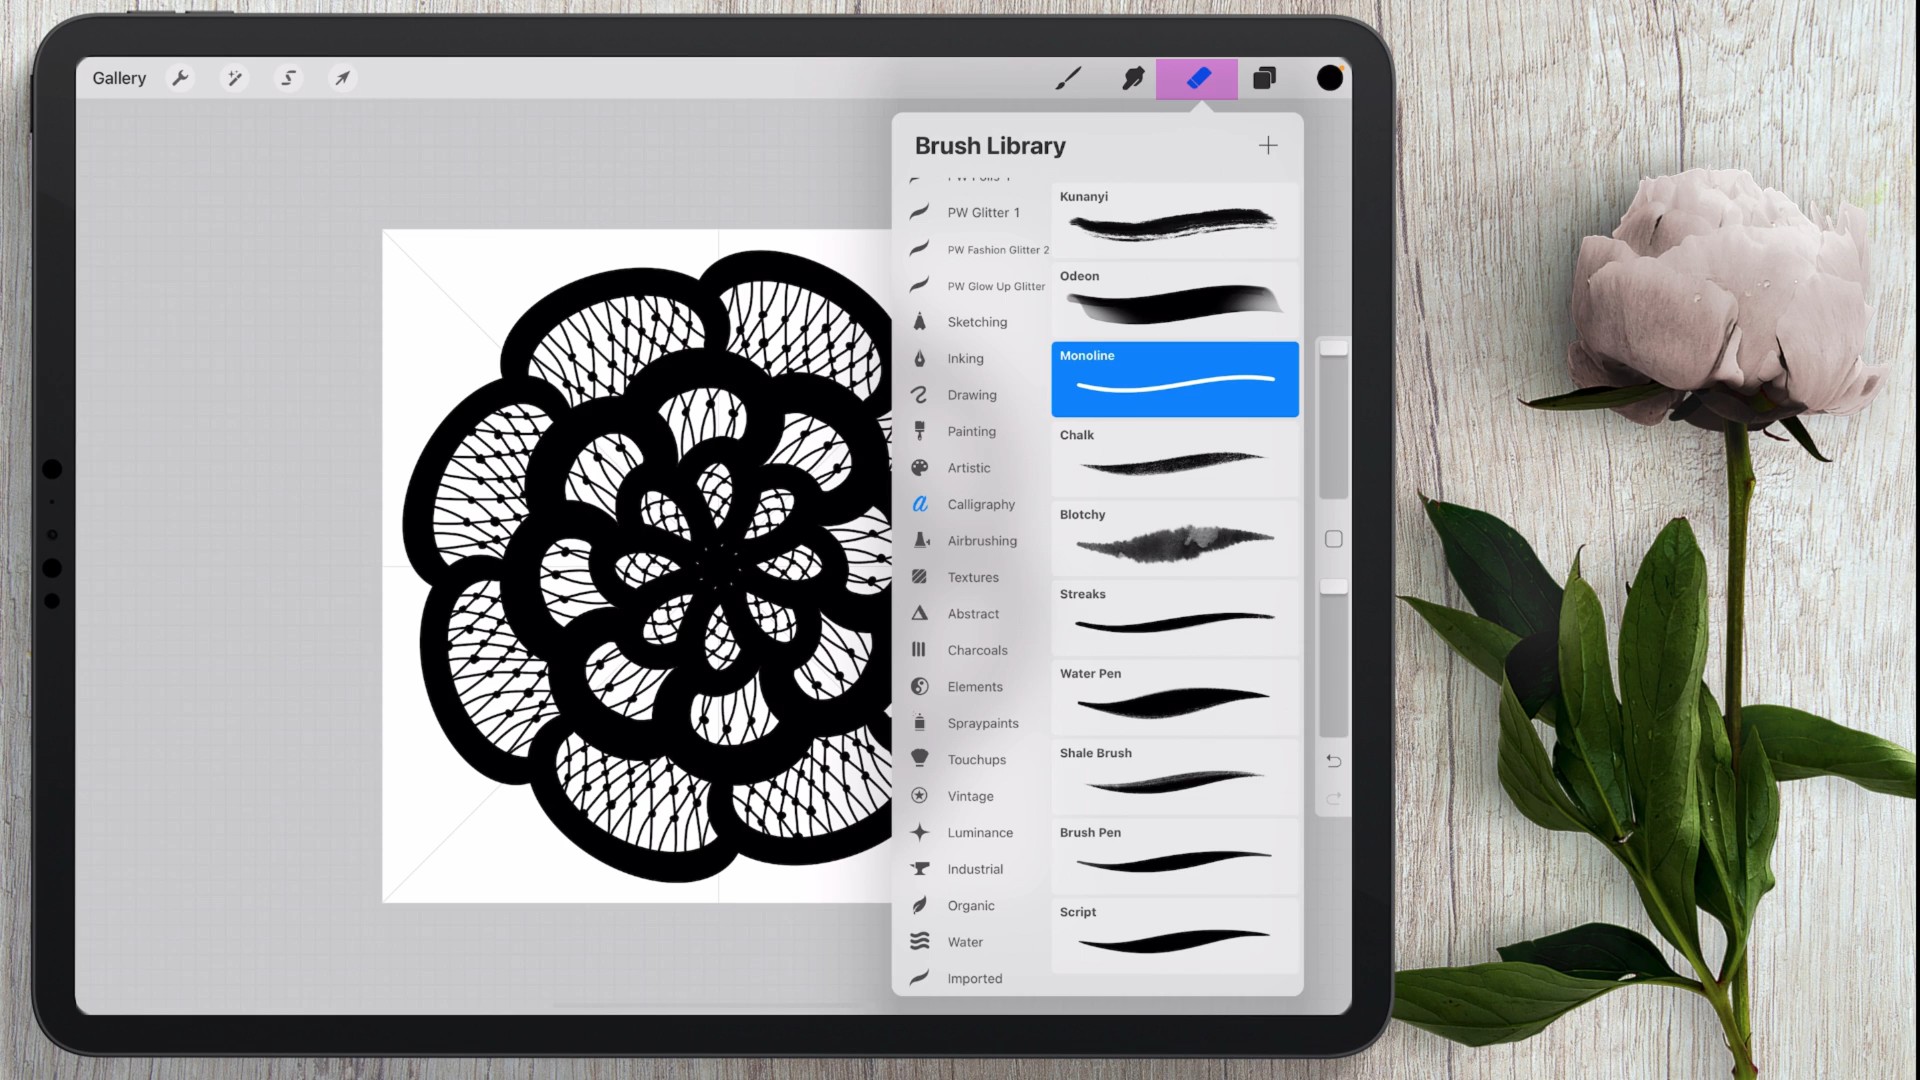 Gallery
Brush Library
PW Glitter 1
PW Fashion Glitter 2
PW Glow Up Glitter
Sketching
Inking
Drawing
Painting
Artistic
Calligraphy
Airbrushing
Textures
Abstract
Charcoals
Elements
Spraypaints
Touchups
Vintage
Luminance
Industrial
Organic
Water
Imported
Kunanyi
Odeon
Monoline
Chalk
Blotchy
Streaks
Water Pen
Shale Brush
Brush Pen
Script